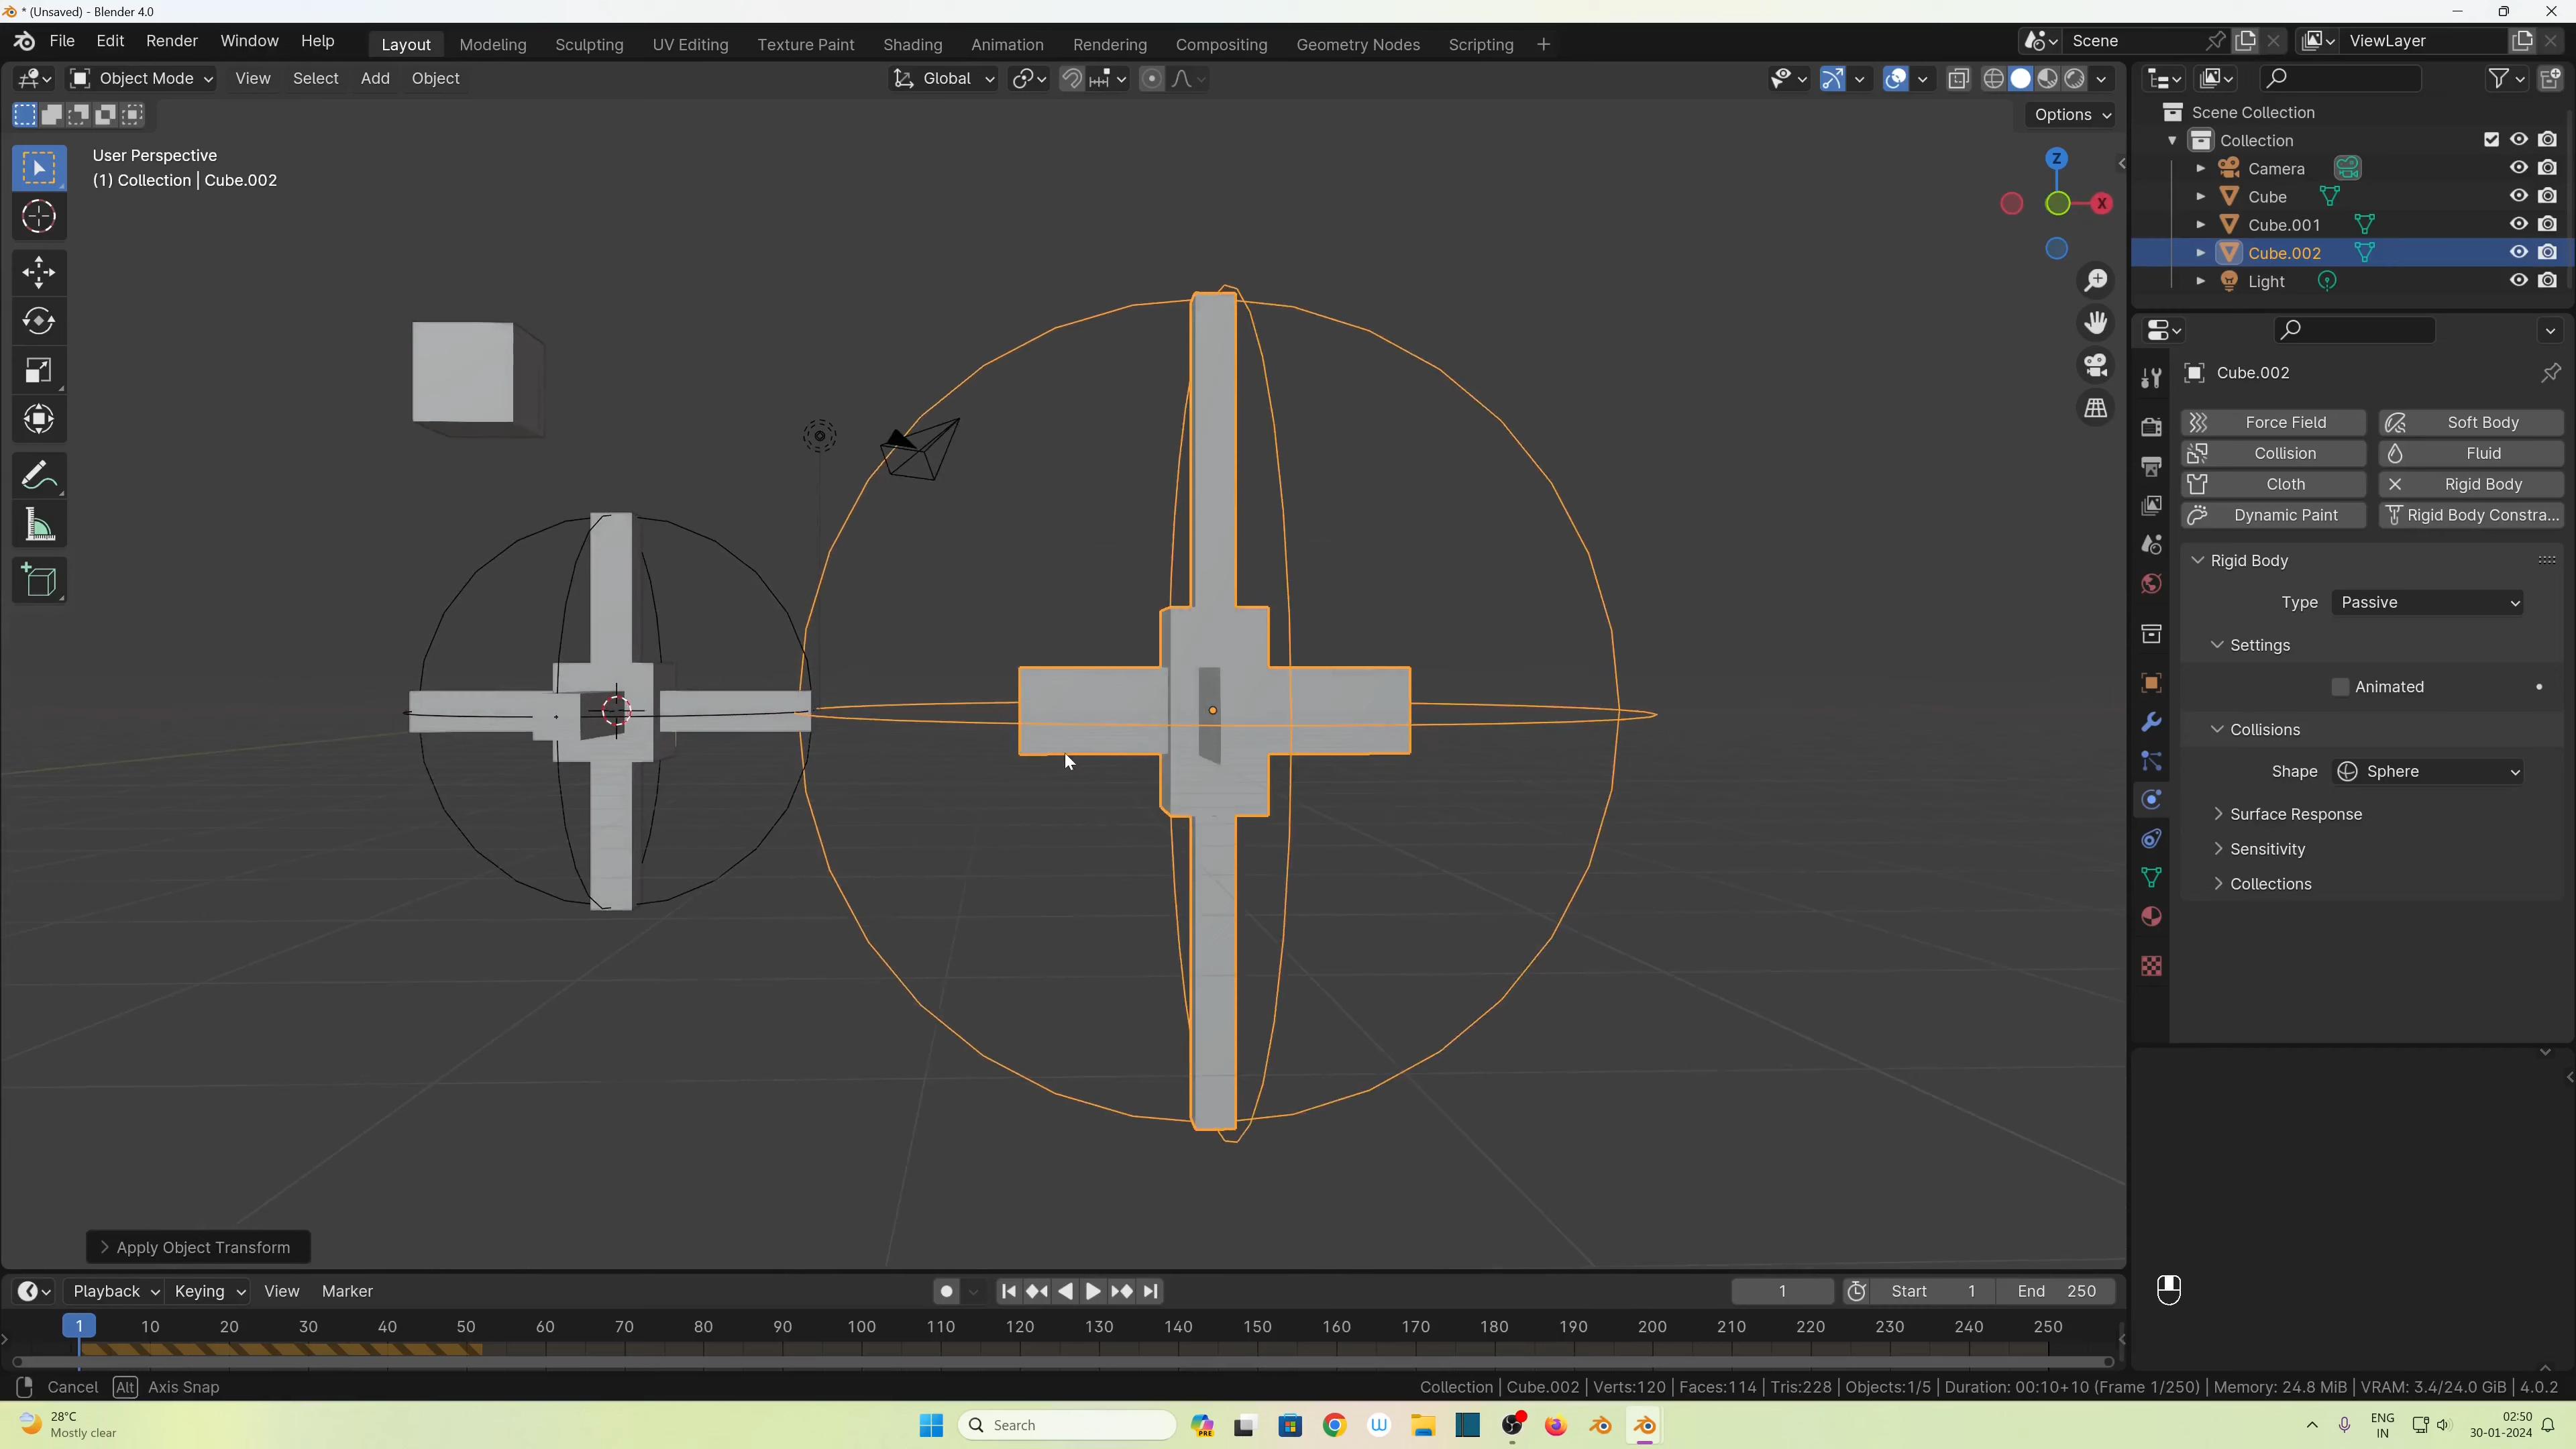 * (Unsaved) - Blender 4.0
File Edit Render Window Help Layout Modeling Sculpting UV Editing Texture Paint Shading Animation Rendering Compositing Geometry Nodes Scripting + Scene ViewLayer
Object Mode View Select Add Object Global
Options
User Perspective
(1) Collection | Cube.002
Z
X
Scene Collection
Collection
Camera
Cube
Cube.001
Cube.002
Light
Cube.002
Force Field Soft Body
Collision Fluid
Cloth Rigid Body
Dynamic Paint Rigid Body Constra...
Rigid Body
Type Passive
Settings
Animated
Collisions
Shape Sphere
Surface Response
Sensitivity
Collections
Apply Object Transform
Playback Keying View Marker 1 Start 1 End 250
1 10 20 30 40 50 60 70 80 90 100 110 120 130 140 150 160 170 180 190 200 210 220 230 240 250
Cancel Alt Axis Snap Collection | Cube.002 | Verts:120 | Faces:114 | Tris:228 | Objects:1/5 | Duration: 00:10+10 (Frame 1/250) | Memory: 24.8 MiB | VRAM: 3.4/24.0 GiB | 4.0.2
28°C
Mostly clear
Search
PRE
ENG
IN
02:50
30-01-2024